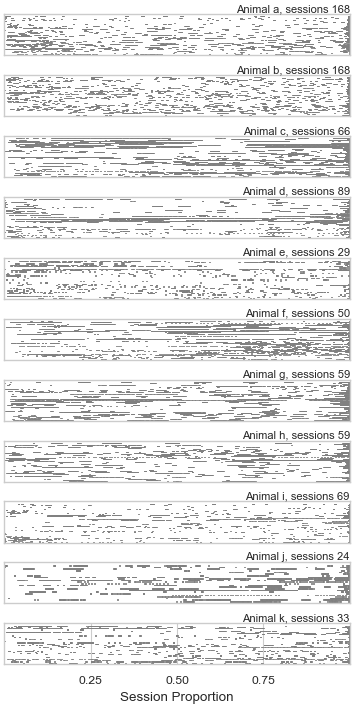 Animal a, sessions 168
Animal b, sessions 168
Animal c, sessions 66
Animal d, sessions 89
Animal e, sessions 29
Animal f, sessions 50
Animal g, sessions 59
Animal h, sessions 59
Animal i, sessions 69
Animal j, sessions 24
Animal k, sessions 33
0.25 0.50 0.75
Session Proportion